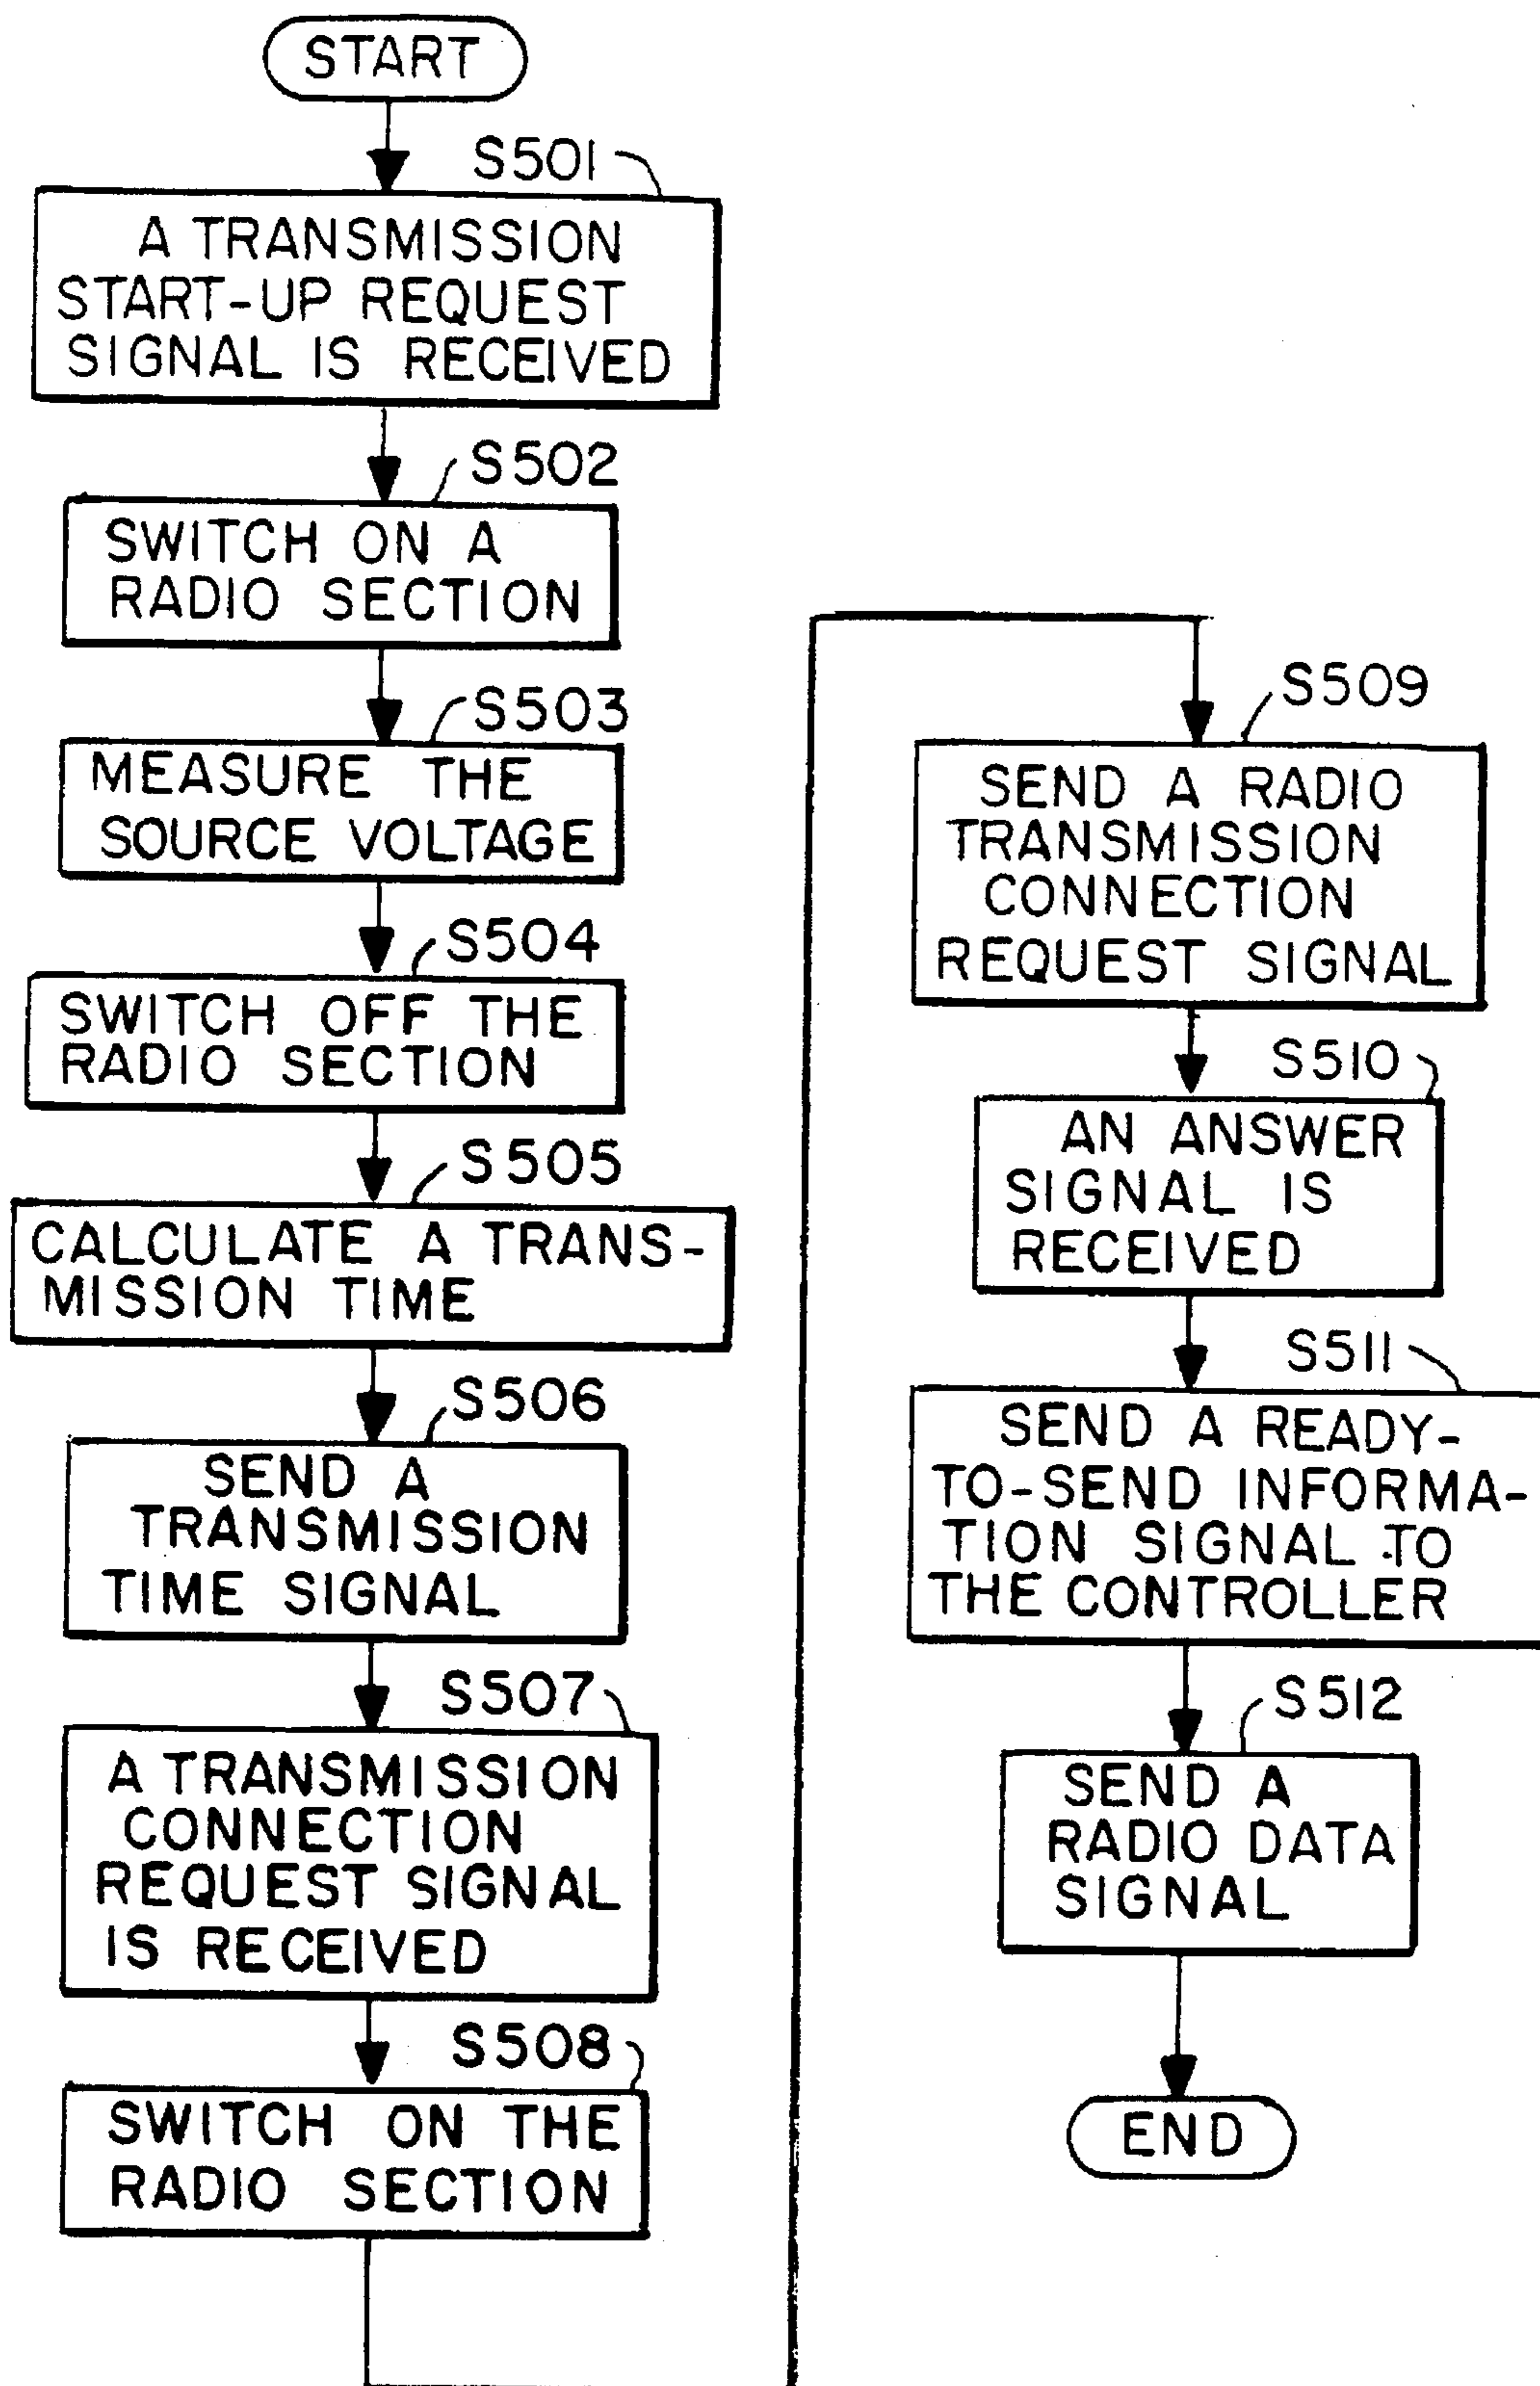 START
S501
A TRANSMISSION
START-UP REQUEST
SIGNAL IS RECEIVED
S502
SWITCH ON A
RADIO SECTION
S503
MEASURE THE
SOURCE VOLTAGE
S504
SWITCH OFF THE
RADIO SECTION
S505
CALCULATE A TRANS-
MISSION TIME
S506
SEND A
TRANSMISSION
TIME SIGNAL
S507
A TRANSMISSION
CONNECTION
REQUEST SIGNAL
IS RECEIVED
S508
SWITCH ON THE
RADIO SECTION
S509
SEND A RADIO
TRANSMISSION
CONNECTION
REQUEST SIGNAL
S510
AN ANSWER
SIGNAL IS
RECEIVED
S511
SEND A READY-
TO-SEND INFORMA-
TION SIGNAL TO
THE CONTROLLER
S512
SEND A
RADIO DATA
SIGNAL
END